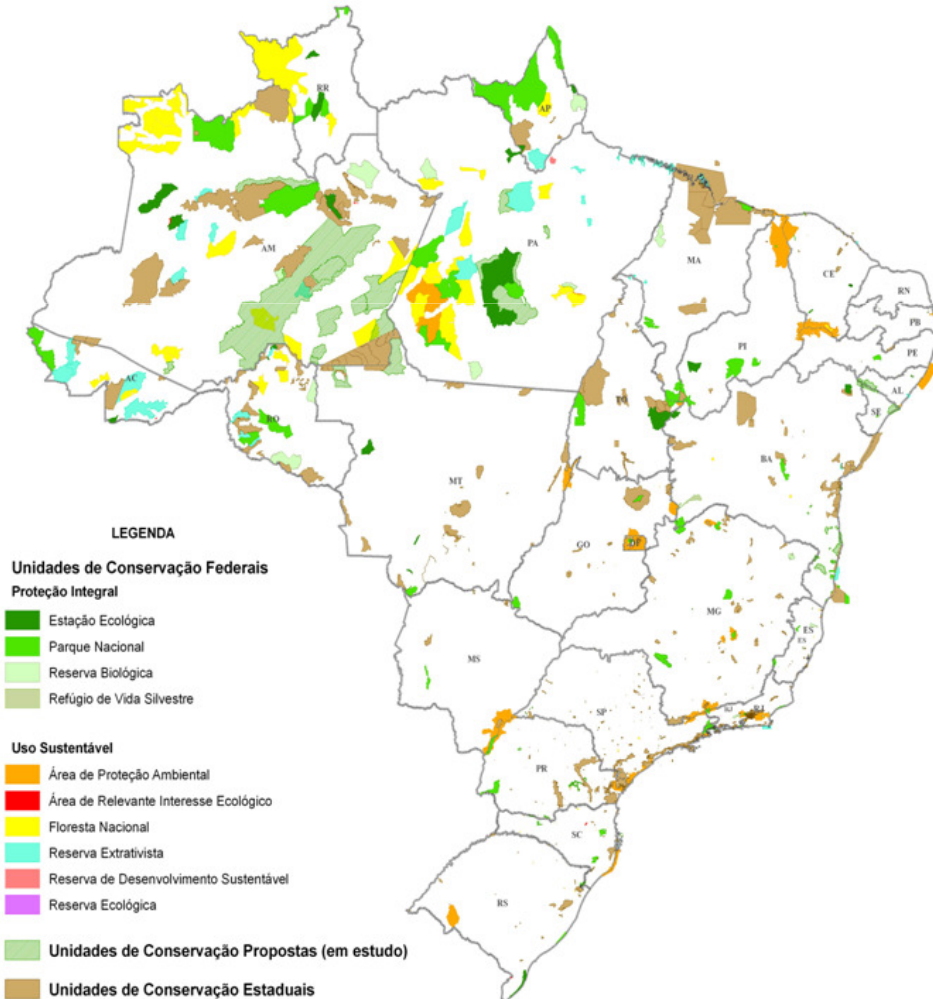 RR
AP
AM
PA
MA
CE
RN
PB
PE
PI
AL
SE
AC
RO
TO
BA
MT
GO
DF
MG
ES
ES
MS
SP
RJ
RJ
PR
SC
RS
LEGENDA
Unidades de Conservação Federais
Proteção Integral
Estação Ecológica
Parque Nacional
Reserva Biológica
Refúgio de Vida Silvestre
Uso Sustentável
Área de Proteção Ambiental
Área de Relevante Interesse Ecológico
Floresta Nacional
Reserva Extrativista
Reserva de Desenvolvimento Sustentável
Reserva Ecológica
Unidades de Conservação Propostas (em estudo)
Unidades de Conservação Estaduais